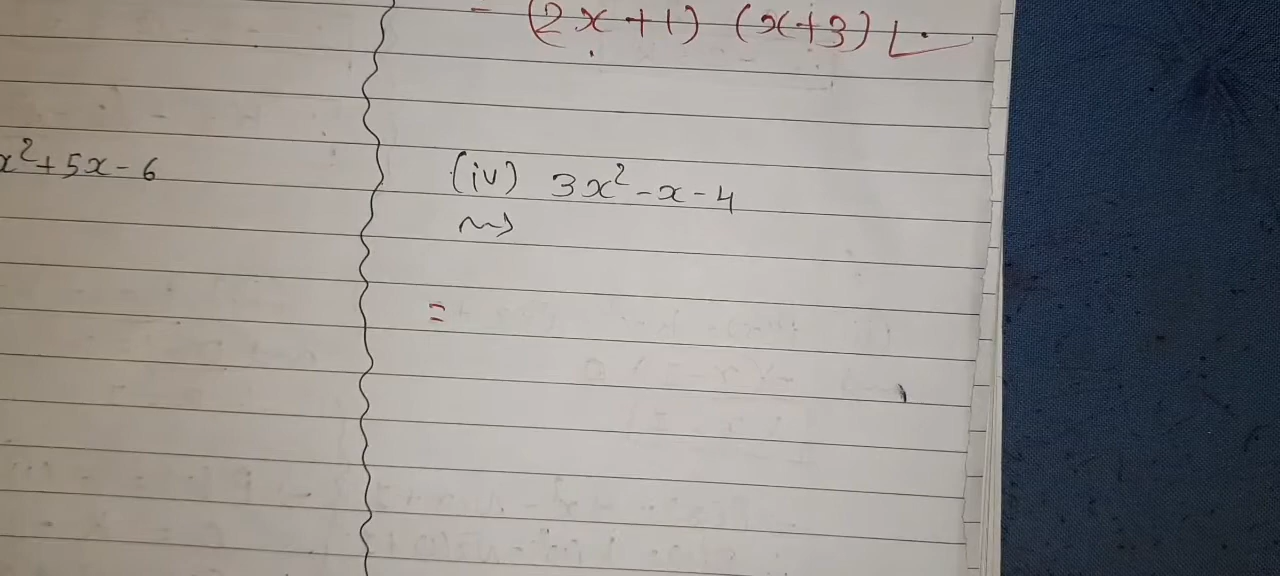 - (2x+1) (x+3)
x²+5x-6
(iv) 3x²-x-4
=